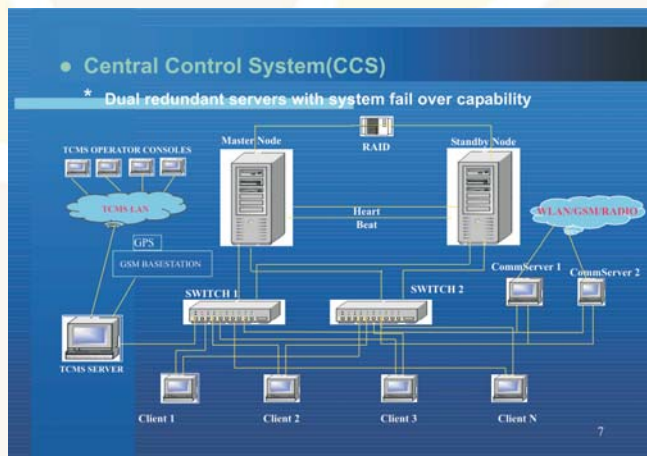 Central Control System(CCS)
* Dual redundant servers with system fail over capability
Master Node
RAID
Standby Node
TCMS OPERATOR CONSOLES
TCMS LAN
Heart
Beat
WLAN/GSM/RADIO
GPS
GSM BASESTATION
CommServer 1
CommServer 2
SWITCH 1
SWITCH 2
TCMS SERVER
Client 1
Client 2
Client 3
Client N
7